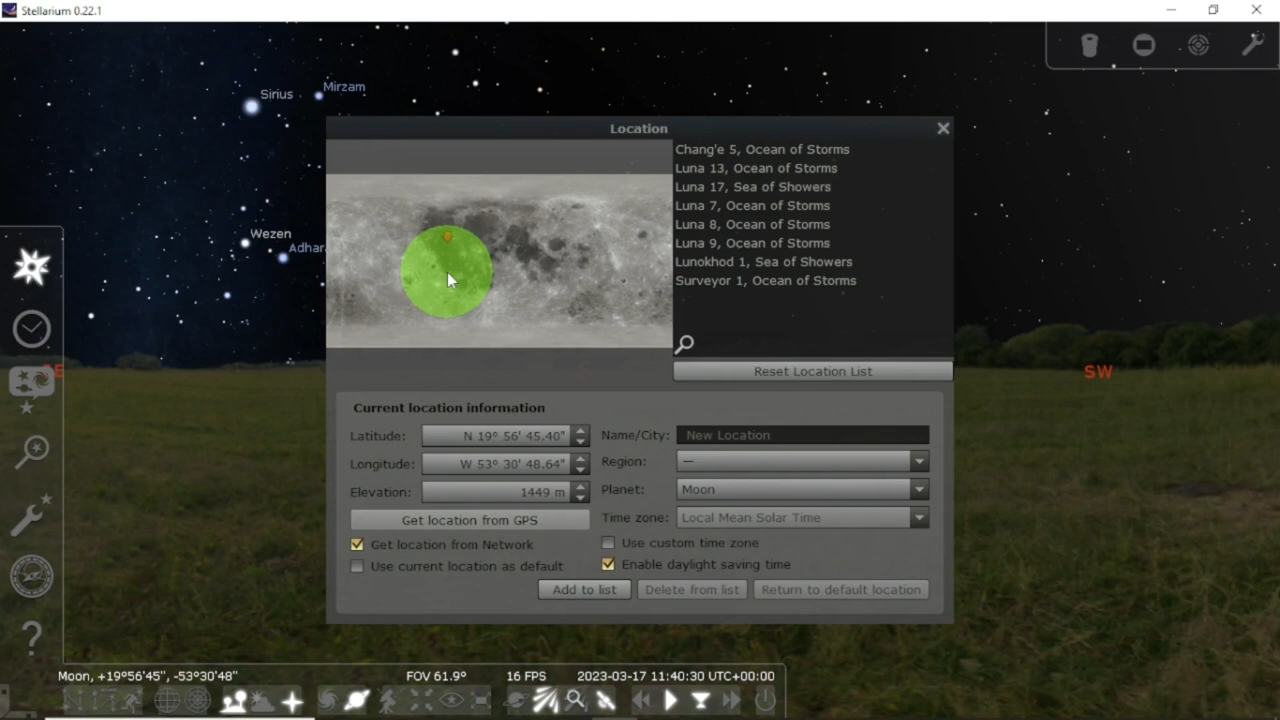 Stellarium 0.22.1
Sirius
Mirzam
Wezen
Adhar
SE
SW
Location
Chang'e 5, Ocean of Storms
Luna 13, Ocean of Storms
Luna 17, Sea of Showers
Luna 7, Ocean of Storms
Luna 8, Ocean of Storms
Luna 9, Ocean of Storms
Lunokhod 1, Sea of Showers
Surveyor 1, Ocean of Storms
Reset Location List
Current location information
Latitude: N 19° 56' 45.40"
Longitude: W 53° 30' 48.64"
Elevation: 1449 m
Get location from GPS
Get location from Network
Use current location as default
Name/City: New Location
Region: —
Planet: Moon
Time zone: Local Mean Solar Time
Use custom time zone
Enable daylight saving time
Add to list Delete from list Return to default location
Moon, +19°56'45", -53°30'48" FOV 61.9° 16 FPS 2023-03-17 11:40:30 UTC+00:00